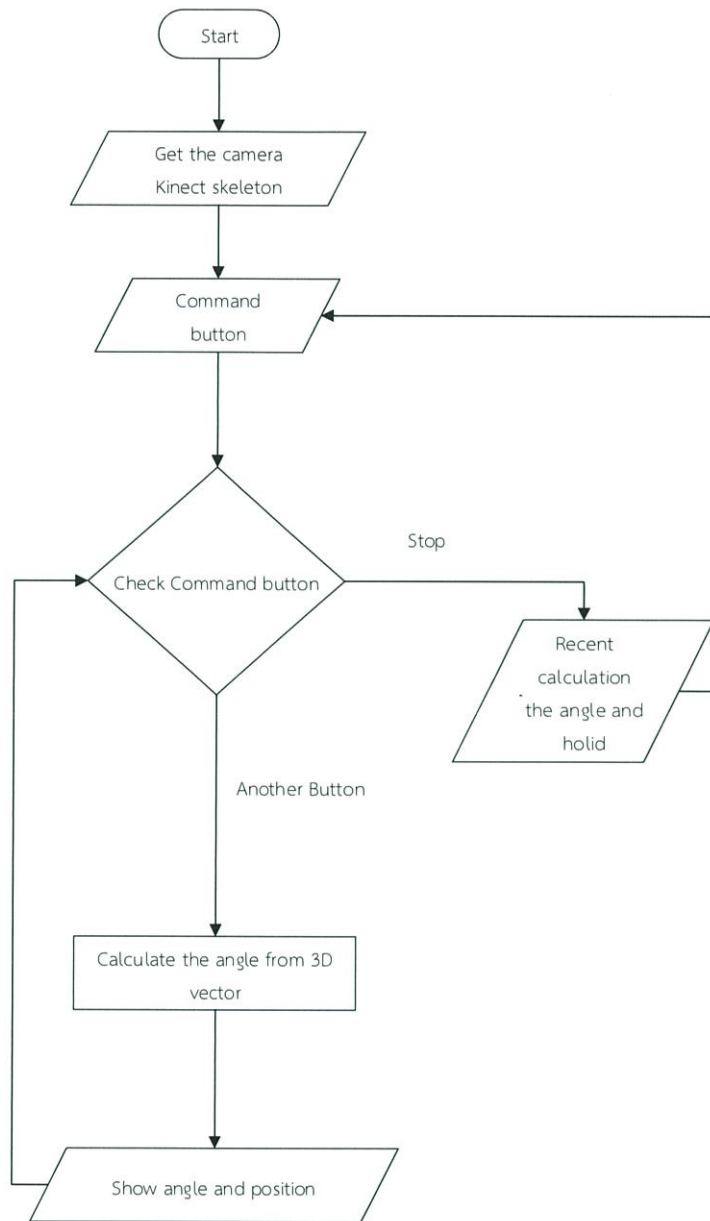 Start
Get the camera
Kinect skeleton
Command
button
Check Command button
Stop
Recent
calculation
the angle and
holid
Another Button
Calculate the angle from 3D
vector
Show angle and position